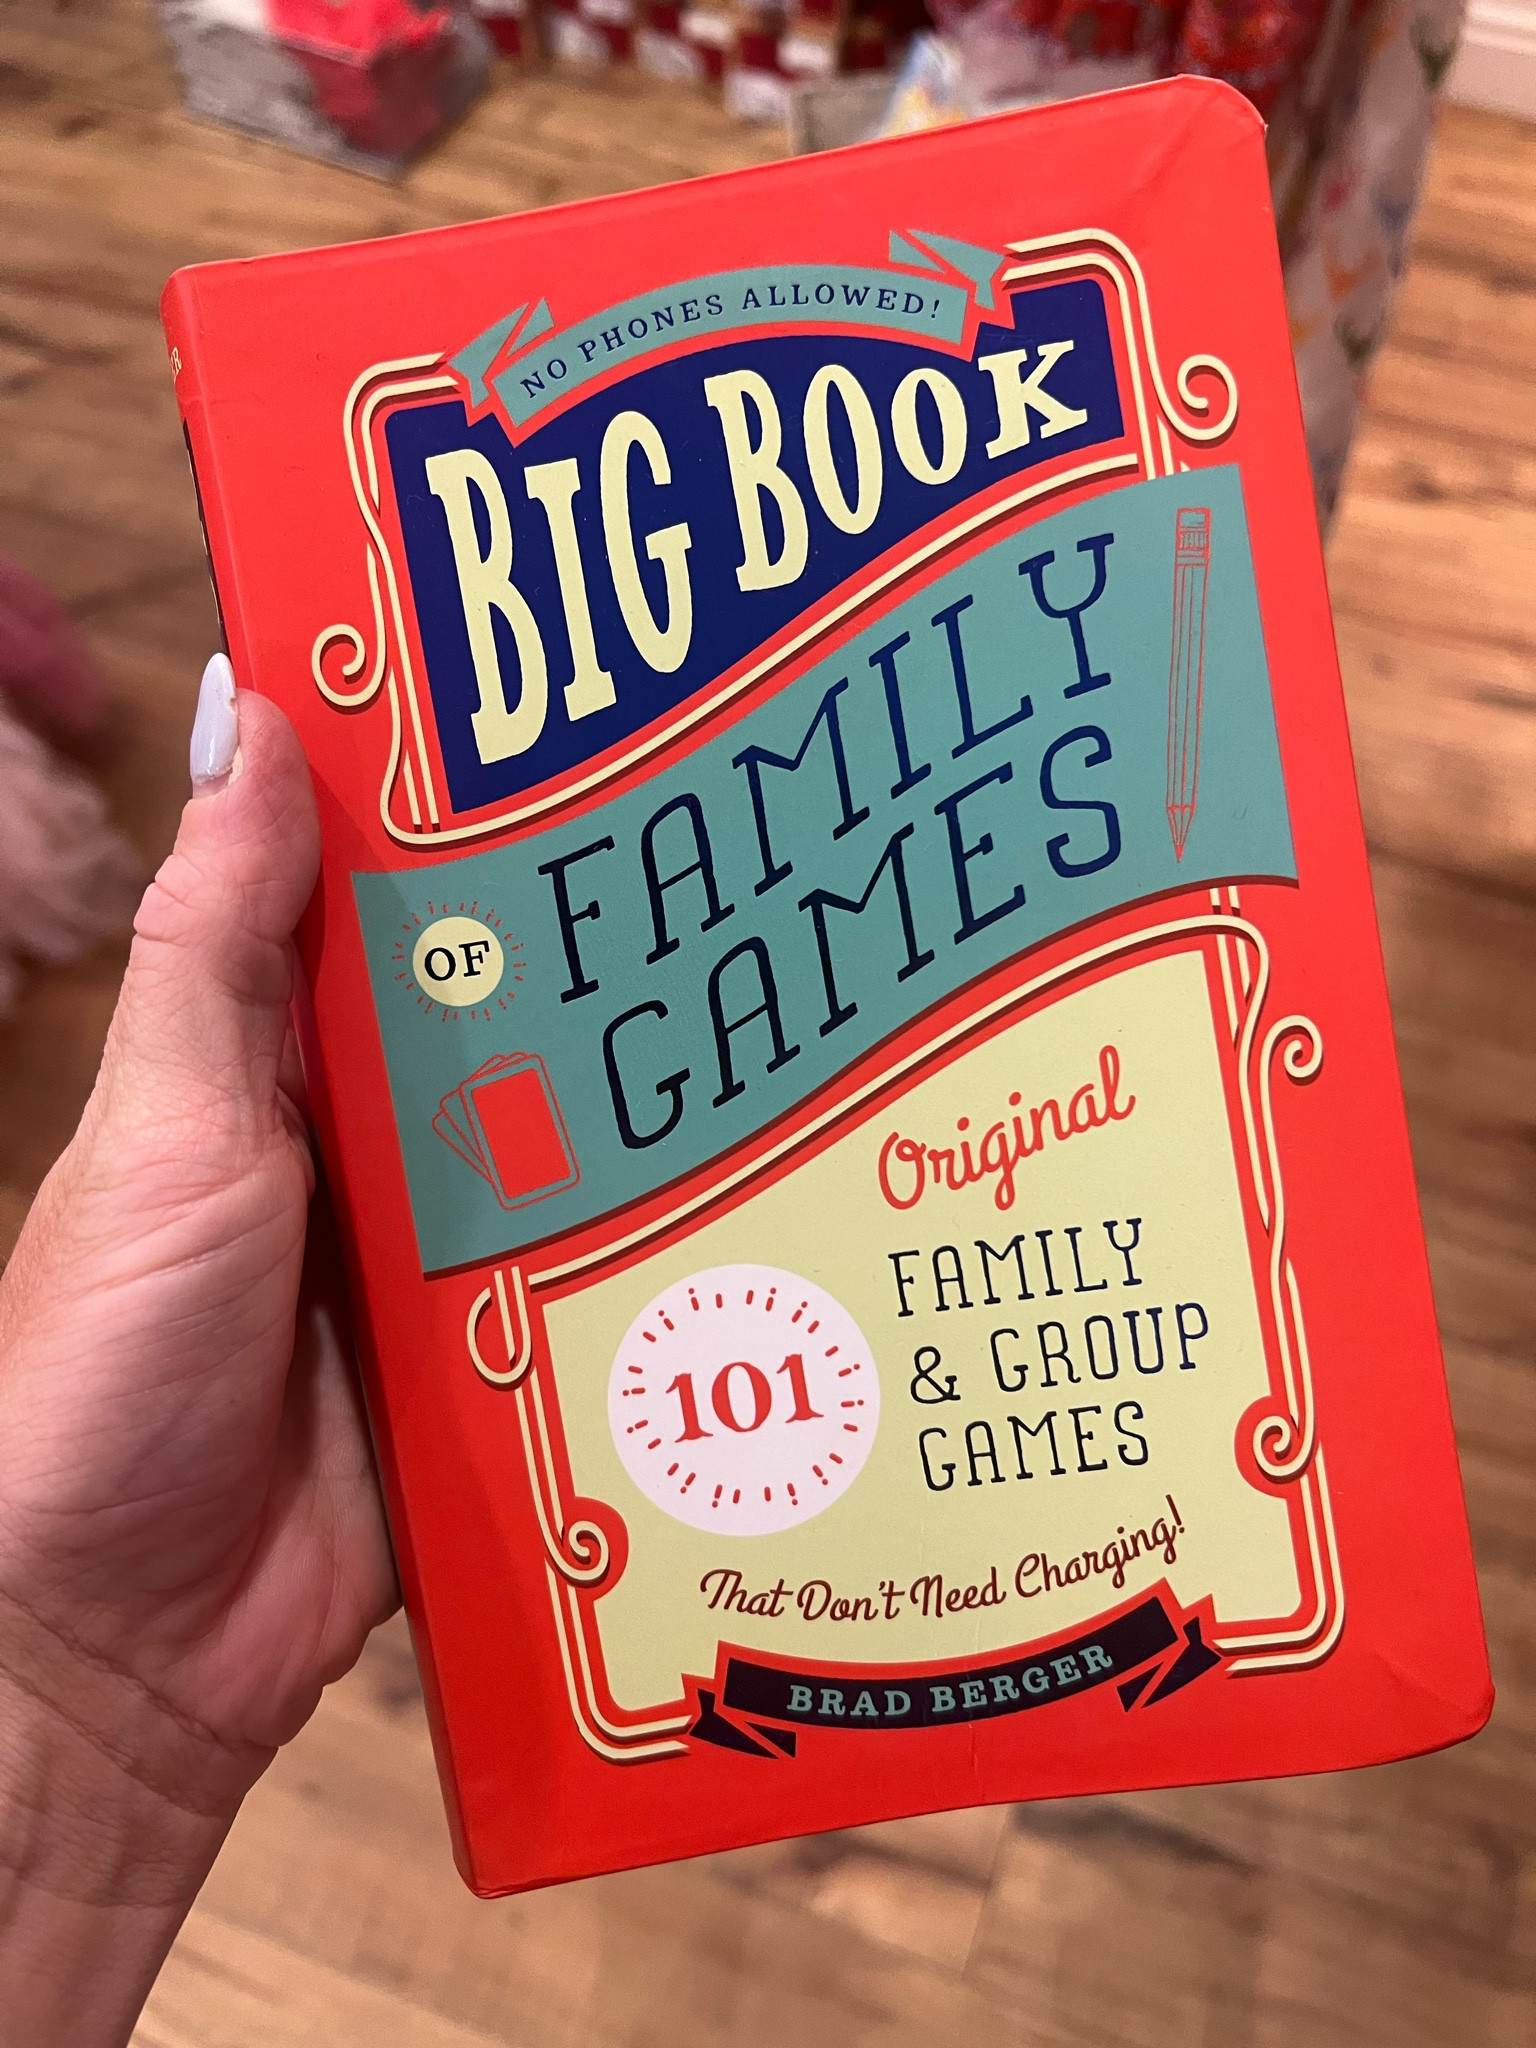 NO PHONES ALLOWED!
BIG BOOK
OF
FAMILY
GAMES
Original
101
FAMILY
& GROUP
GAMES
That Don't Need Charging!
BRAD BERGER